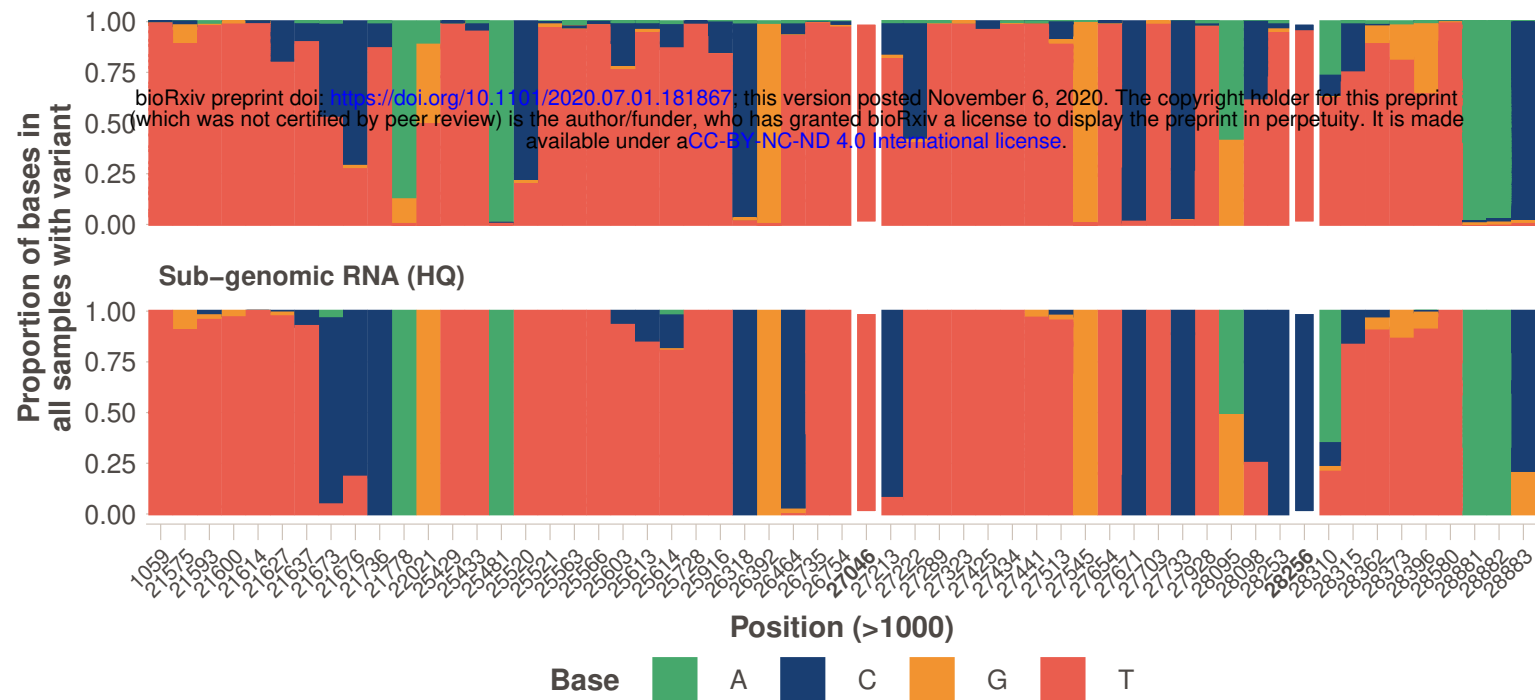 1.00
0.75
0.50
0.25
0.00
bioRxiv preprint doi: https://doi.org/10.1101/2020.07.01.181867; this version posted November 6, 2020. The copyright holder for this preprint
(which was not certified by peer review) is the author/funder, who has granted bioRxiv a license to display the preprint in perpetuity. It is made
available under aCC-BY-NC-ND 4.0 International license.
Proportion of bases in
all samples with variant
Sub−genomic RNA (HQ)
1.00
0.75
0.50
0.25
0.00
1059 21575 21593 21600 21614 21627 21637 21673 21676 21736 21778 22021 25429 25433 25481 25520 25521 25563 25566 25603 25613 25614 25728 25916 26318 26392 26464 26735 26754 27046 27213 27222 27289 27323 27425 27434 27441 27513 27545 27654 27671 27703 27733 27928 28095 28098 28253 28256 28310 28315 28362 28373 28396 28580 28881 28882 28883
Position (>1000)
Base A C G T